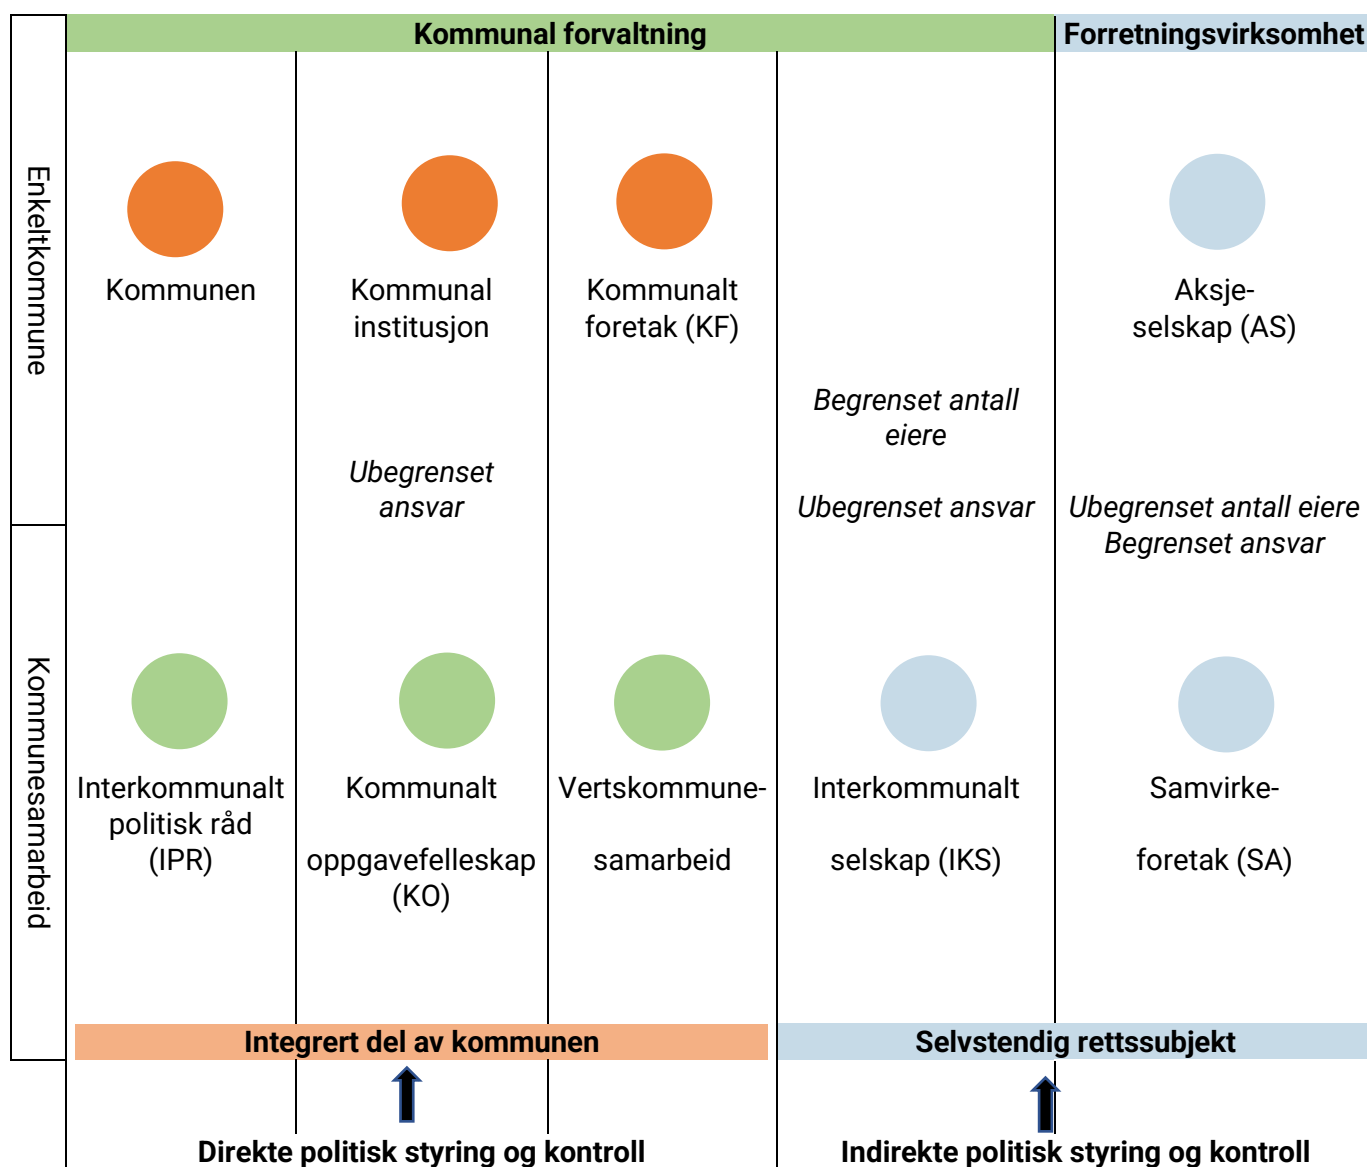 Kommunal forvaltning
Forretningsvirksomhet
Enkeltkommune
Kommunen
Kommunal
institusjon
Kommunalt
foretak (KF)
Aksje-
selskap (AS)
Begrenset antall
eiere
Ubegrenset
ansvar
Ubegrenset ansvar
Ubegrenset antall eiere
Begrenset ansvar
Kommunesamarbeid
Interkommunalt
politisk råd
(IPR)
Kommunalt
oppgavefelleskap
(KO)
Vertskommune-
samarbeid
Interkommunalt
selskap (IKS)
Samvirke-
foretak (SA)
Integrert del av kommunen
Selvstendig rettssubjekt
Direkte politisk styring og kontroll
Indirekte politisk styring og kontroll